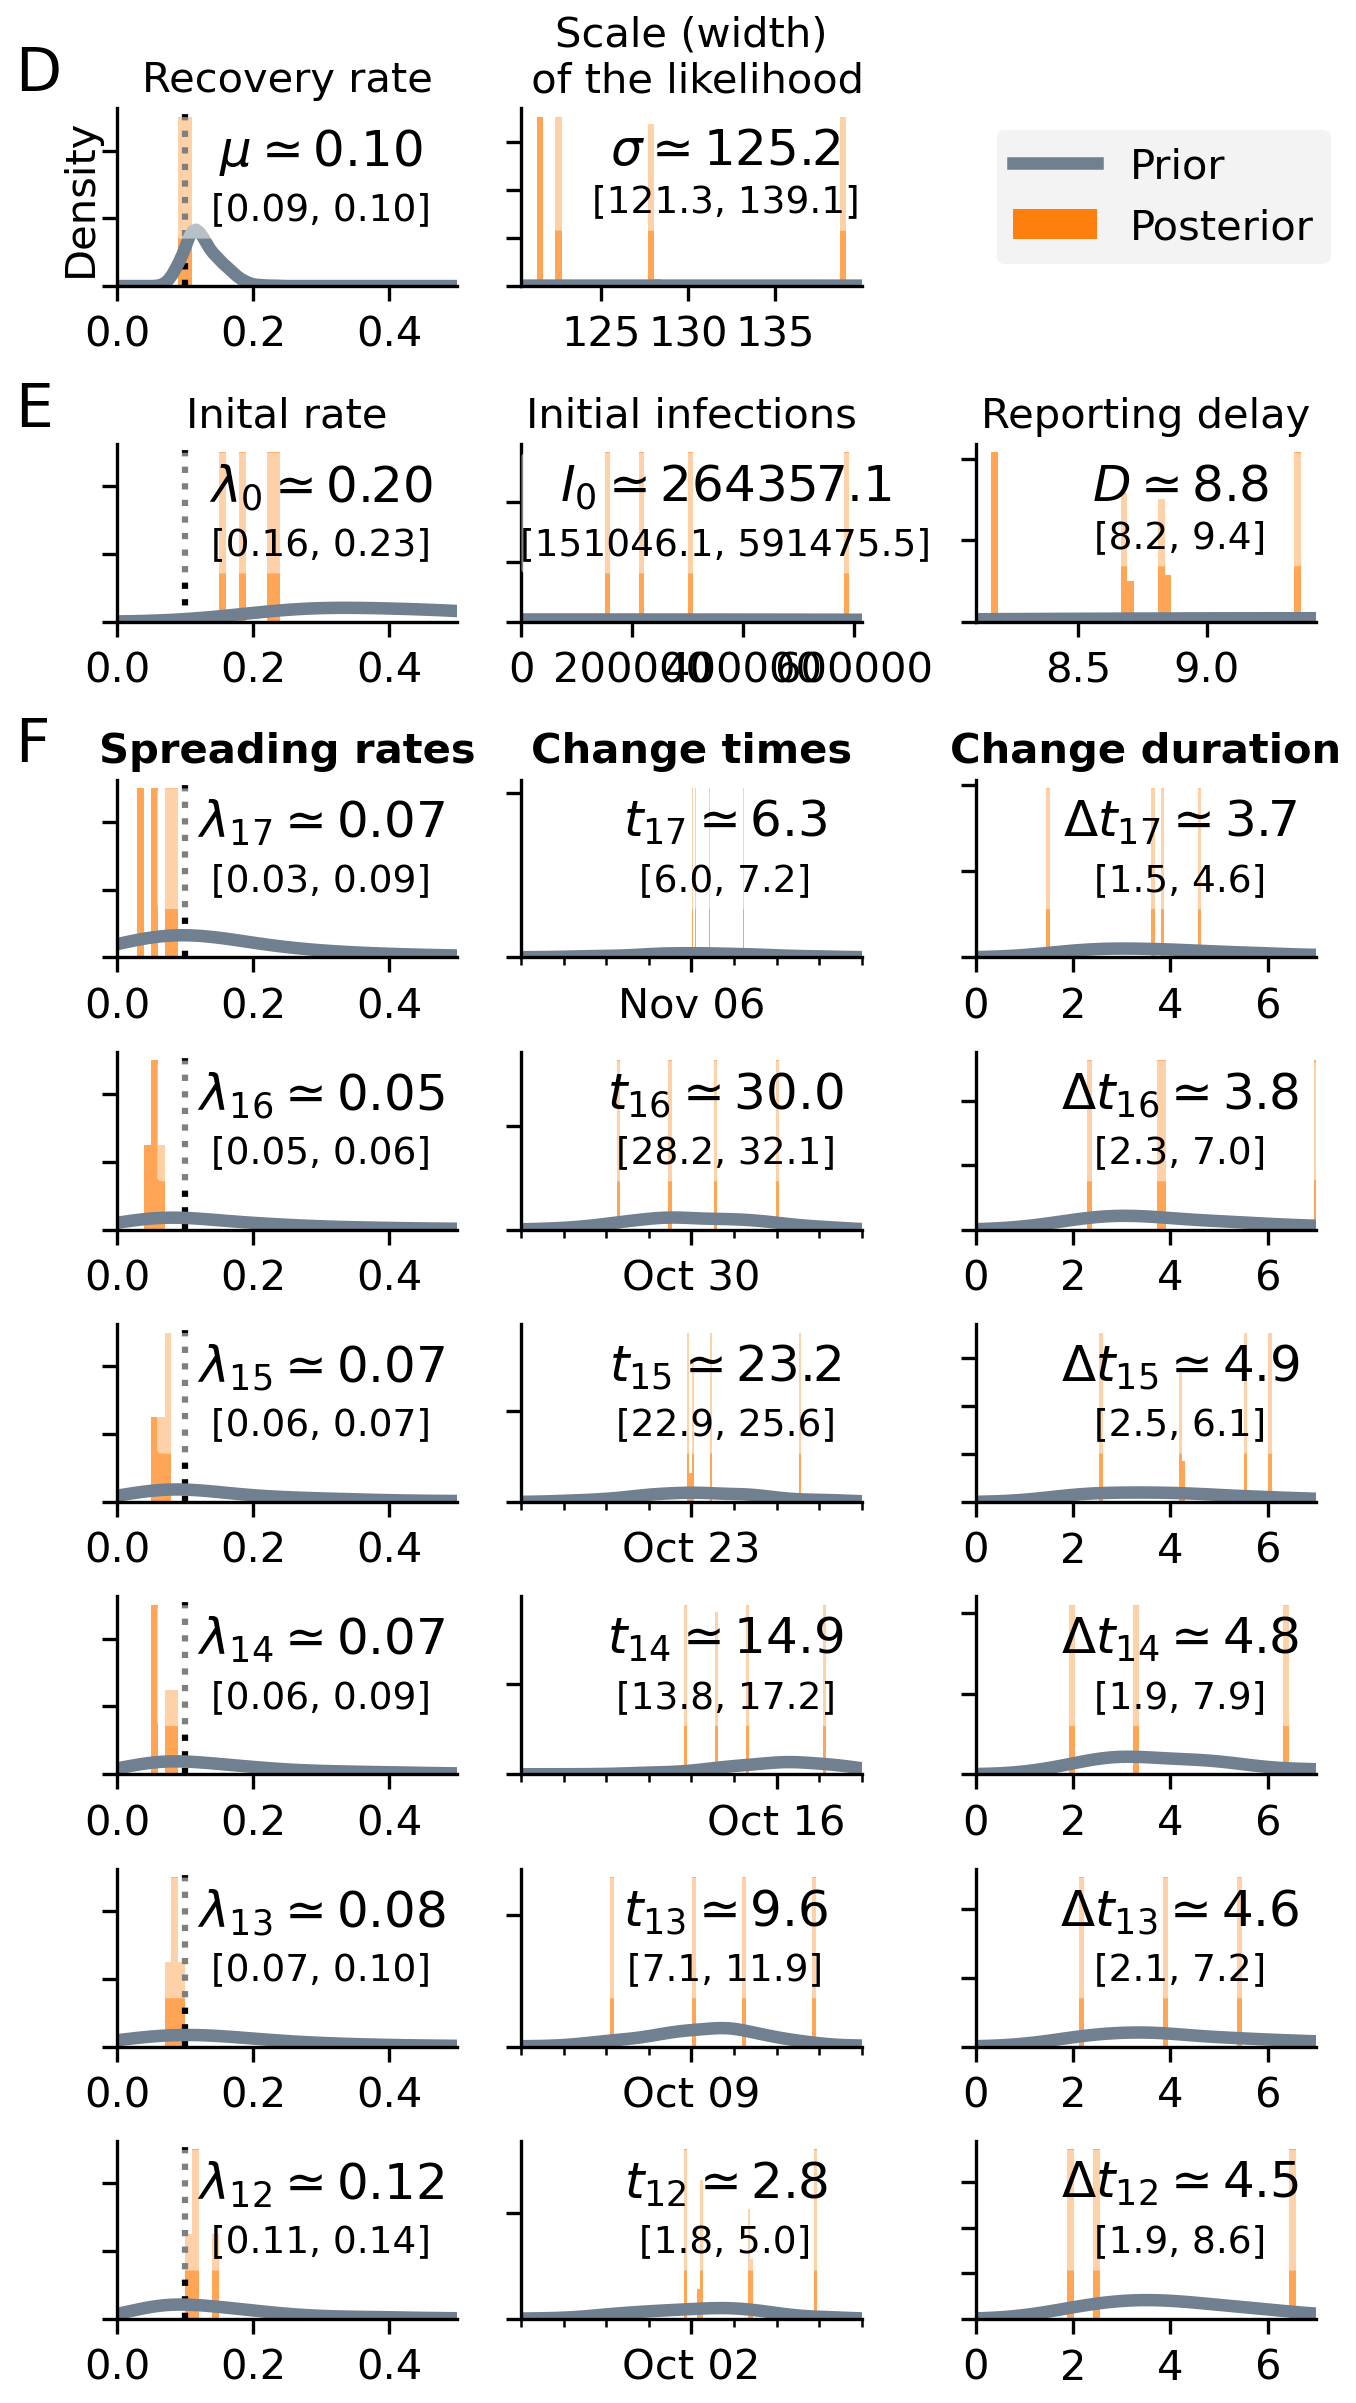 D
Recovery rate
Scale (width)
of the likelihood
Density
μ ≃ 0.10
[0.09, 0.10]
0.0 0.2 0.4
σ ≃ 125.2
[121.3, 139.1]
125 130 135
Prior
Posterior
E
Inital rate
Initial infections
Reporting delay
λ0 ≃ 0.20
[0.16, 0.23]
0.0 0.2 0.4
I0 ≃ 264357.1
[151046.1, 591475.5]
0 200000 400000 600000
D ≃ 8.8
[8.2, 9.4]
8.5 9.0
F
Spreading rates
Change times
Change duration
λ17 ≃ 0.07
[0.03, 0.09]
0.0 0.2 0.4
t17 ≃ 6.3
[6.0, 7.2]
Nov 06
Δt17 ≃ 3.7
[1.5, 4.6]
0 2 4 6
λ16 ≃ 0.05
[0.05, 0.06]
0.0 0.2 0.4
t16 ≃ 30.0
[28.2, 32.1]
Oct 30
Δt16 ≃ 3.8
[2.3, 7.0]
0 2 4 6
λ15 ≃ 0.07
[0.06, 0.07]
0.0 0.2 0.4
t15 ≃ 23.2
[22.9, 25.6]
Oct 23
Δt15 ≃ 4.9
[2.5, 6.1]
0 2 4 6
λ14 ≃ 0.07
[0.06, 0.09]
0.0 0.2 0.4
t14 ≃ 14.9
[13.8, 17.2]
Oct 16
Δt14 ≃ 4.8
[1.9, 7.9]
0 2 4 6
λ13 ≃ 0.08
[0.07, 0.10]
0.0 0.2 0.4
t13 ≃ 9.6
[7.1, 11.9]
Oct 09
Δt13 ≃ 4.6
[2.1, 7.2]
0 2 4 6
λ12 ≃ 0.12
[0.11, 0.14]
0.0 0.2 0.4
t12 ≃ 2.8
[1.8, 5.0]
Oct 02
Δt12 ≃ 4.5
[1.9, 8.6]
0 2 4 6